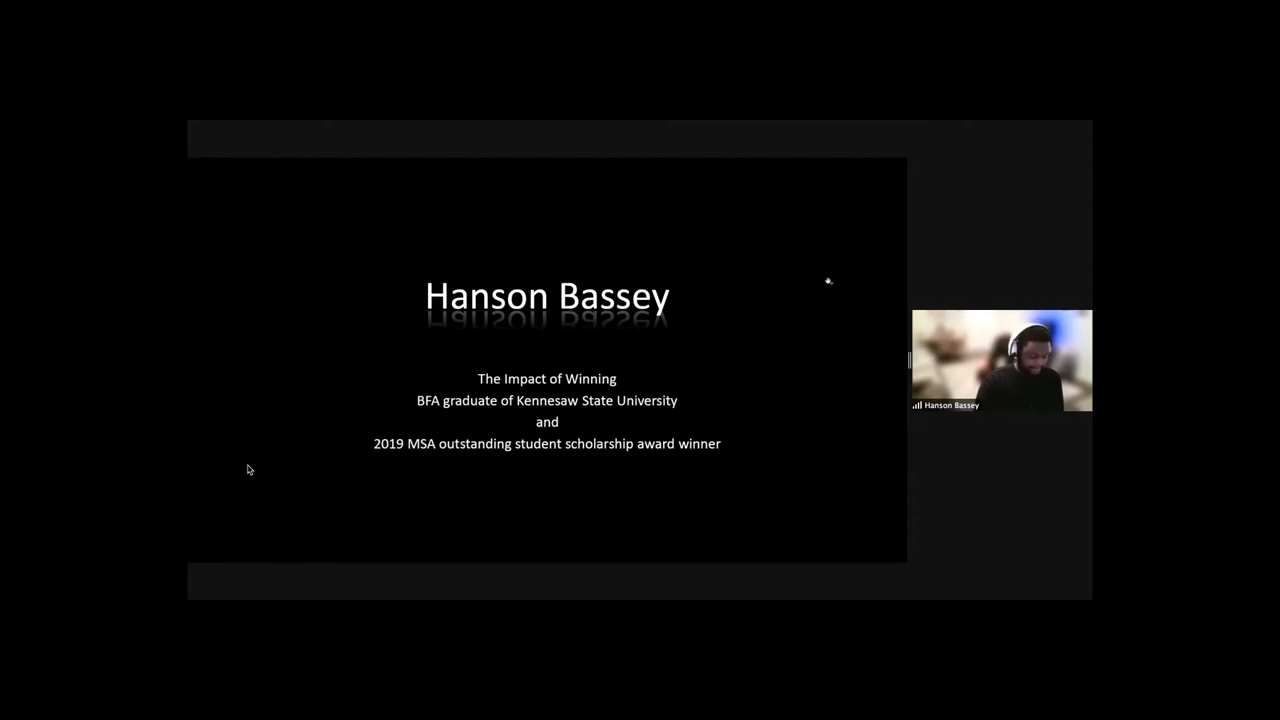 Hanson Bassey
The Impact of Winning
BFA graduate of Kennesaw State University
and
2019 MSA outstanding student scholarship award winner
Hanson Bassey